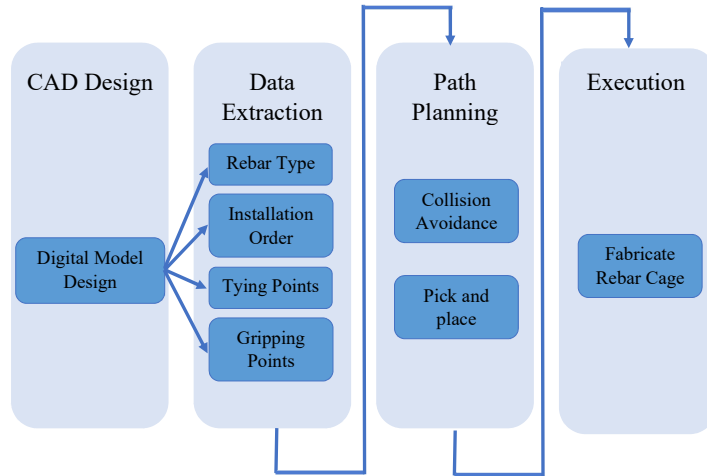 CAD Design
Digital Model
Design
Data
Extraction
Rebar Type
Installation
Order
Tying Points
Gripping
Points
Path
Planning
Collision
Avoidance
Pick and
place
Execution
Fabricate
Rebar Cage